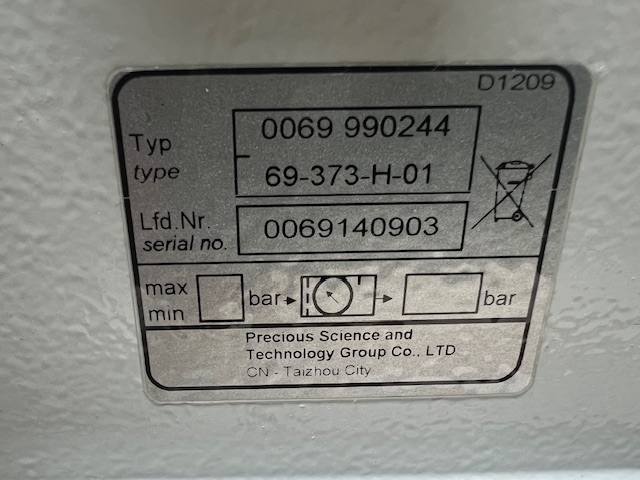 D1209
Typ
type
0069 990244
69-373-H-01
Lfd.Nr.
serial no.
0069140903
max
min
bar
bar
Precious Science and
Technology Group Co., LTD
CN - Taizhou City